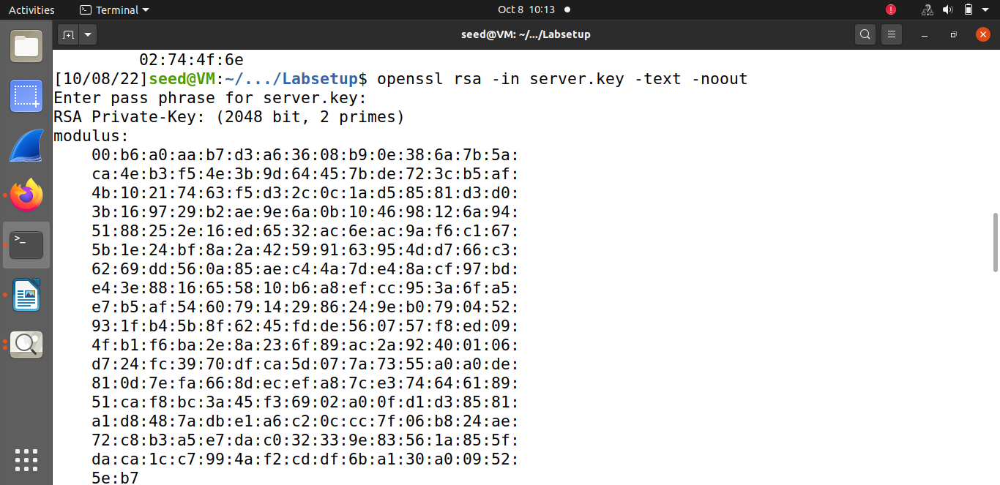 Activities
Terminal
Oct 8 10:13
seed@VM: ~/.../Labsetup
02:74:4f:6e
[10/08/22]seed@VM:~/.../Labsetup$ openssl rsa -in server.key -text -noout
Enter pass phrase for server.key:
RSA Private-Key: (2048 bit, 2 primes)
modulus:
00:b6:a0:aa:b7:d3:a6:36:08:b9:0e:38:6a:7b:5a:
ca:4e:b3:f5:4e:3b:9d:64:45:7b:de:72:3c:b5:af:
4b:10:21:74:63:f5:d3:2c:0c:1a:d5:85:81:d3:d0:
3b:16:97:29:b2:ae:9e:6a:0b:10:46:98:12:6a:94:
51:88:25:2e:16:ed:65:32:ac:6e:ac:9a:f6:c1:67:
5b:1e:24:bf:8a:2a:42:59:91:63:95:4d:d7:66:c3:
62:69:dd:56:0a:85:ae:c4:4a:7d:e4:8a:cf:97:bd:
e4:3e:88:16:65:58:10:b6:a8:ef:cc:95:3a:6f:a5:
e7:b5:af:54:60:79:14:29:86:24:9e:b0:79:04:52:
93:1f:b4:5b:8f:62:45:fd:de:56:07:57:f8:ed:09:
4f:b1:f6:ba:2e:8a:23:6f:89:ac:2a:92:40:01:06:
d7:24:fc:39:70:df:ca:5d:07:7a:73:55:a0:a0:de:
81:0d:7e:fa:66:8d:ec:ef:a8:7c:e3:74:64:61:89:
51:ca:f8:bc:3a:45:f3:69:02:a0:0f:d1:d3:85:81:
a1:d8:48:7a:db:e1:a6:c2:0c:cc:7f:06:b8:24:ae:
72:c8:b3:a5:e7:da:c0:32:33:9e:83:56:1a:85:5f:
da:ca:1c:c7:99:4a:f2:cd:df:6b:a1:30:a0:09:52:
5e:b7